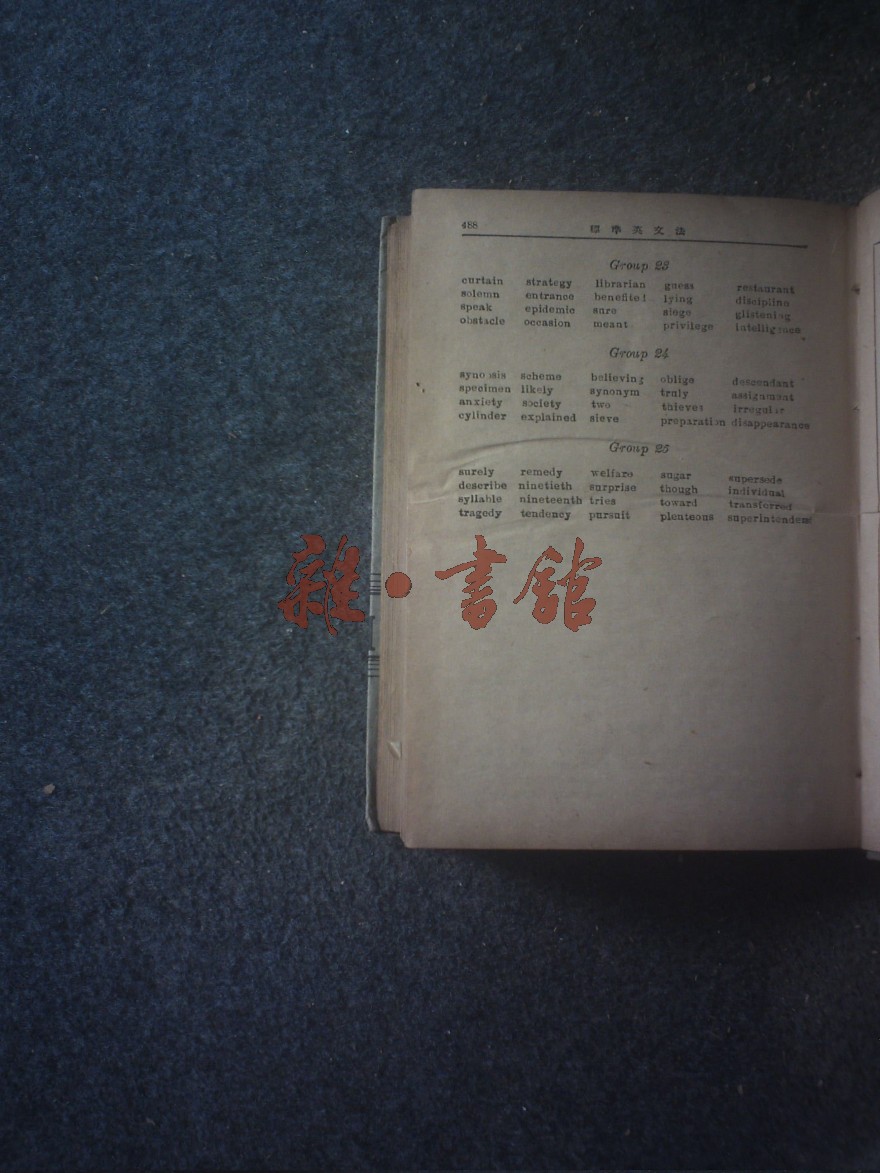 488 標準英文法
Group 23
curtain strategy librarian guess restaurant
solemn entrance benefited lying discipline
speak epidemic sure siege glistening
obstacle occasion meant privilege intelligence
Group 24
synopsis scheme believing oblige descendant
specimen likely synonym truly assignment
anxiety society two thieves irregular
cylinder explained sieve preparation disappearance
Group 25
surely remedy welfare sugar supersede
describe ninetieth surprise though individual
syllable nineteenth tries toward transferred
tragedy tendency pursuit plenteous superintendent
雜·書館